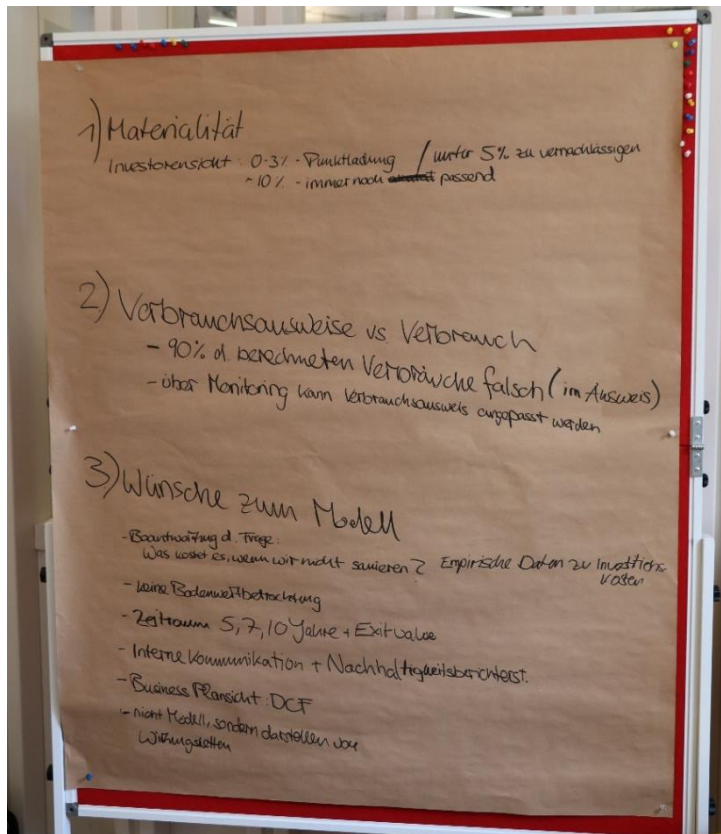 1) Materialität
Investorensicht: 0-3% - Punktladung / unter 5% zu vernachlässigen
~10% - immer noch passend
2) Verbrauchsausweise vs Verbrauch
- 90% d. berechneten Verbräuche falsch (im Ausweis)
- über Monitoring kann Verbrauchsausweis angepasst werden
3) Wünsche zum Modell
- Beantwortung d. Frage:
Was kostet es, wenn wir nicht sanieren? Empirische Daten zu
- keine Bodenwertbetrachtung
- Zeitraum 5, 7, 10 Jahre + Exit value
- Interne Kommunikation + Nachhaltigkeitsberichterst.
- Business Plansicht: DCF
- nicht Modell, sondern darstellen von
Wirkungsketten